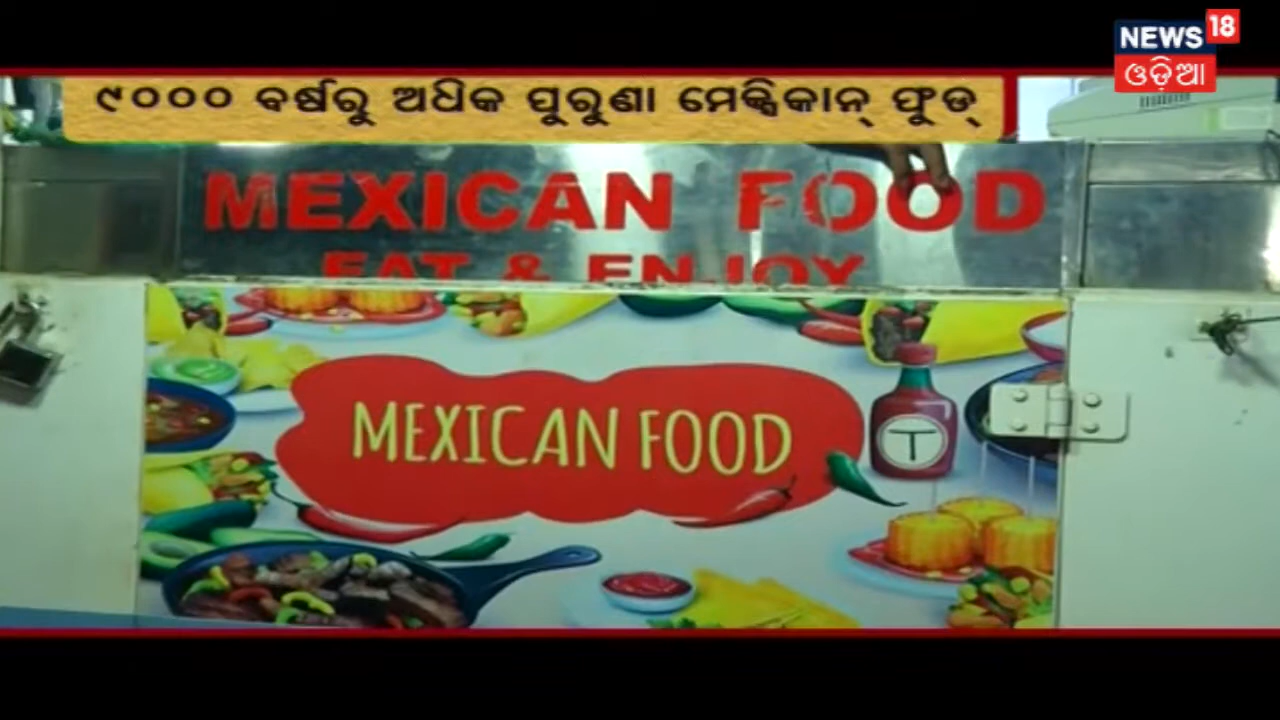 NEWS 18
ଓଡ଼ିଆ
୯୦୦୦ ବର୍ଷରୁ ଅଧିକ ପୁରୁଣା ମେକ୍ସିକାନ୍ ଫୁଡ୍
MEXICAN FOOD
EAT & ENJOY
MEXICAN FOOD
T